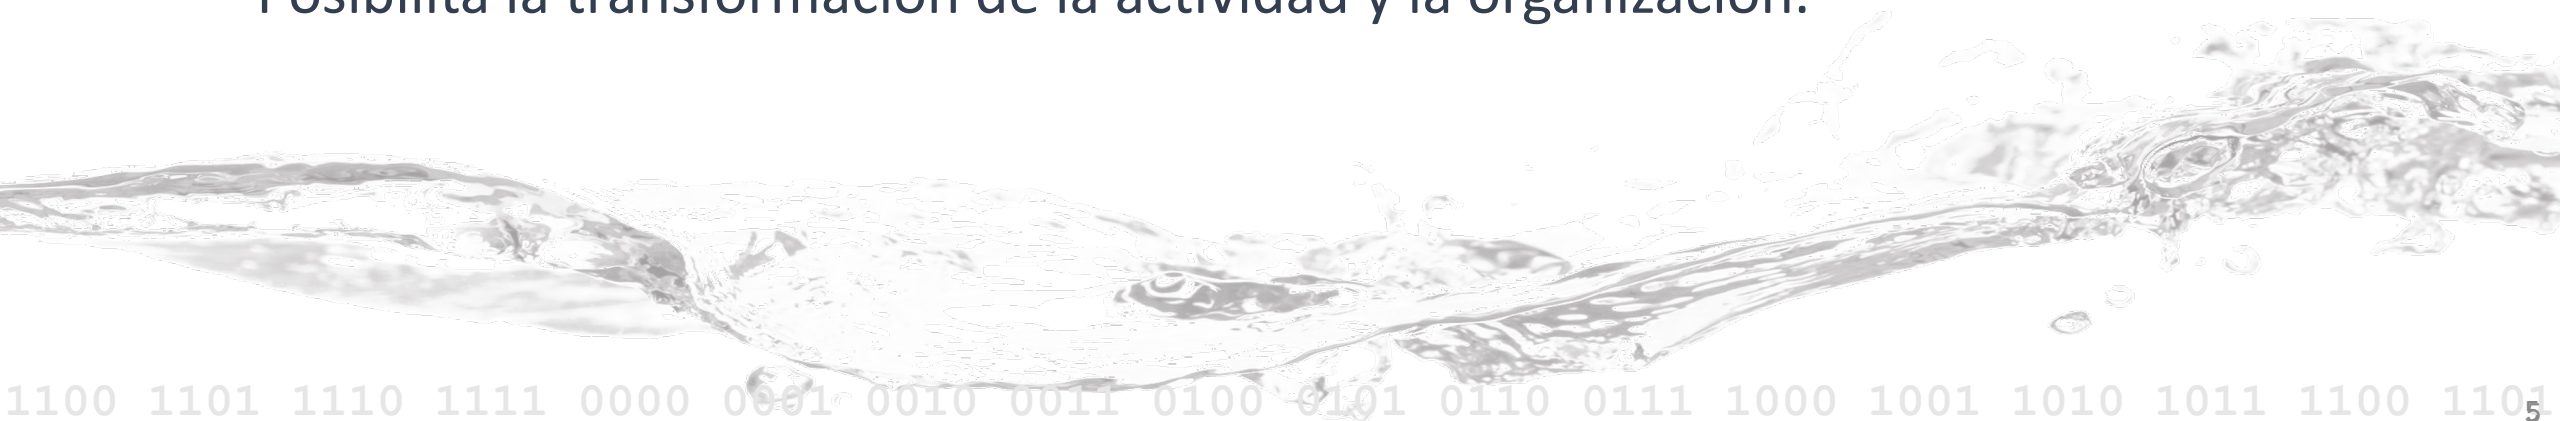 Posibilita la transformación de la actividad y la organización.
1100 1101 1110 1111 0000 0001 0010 0011 0100 0101 0110 0111 1000 1001 1010 1011 1100 1101
5